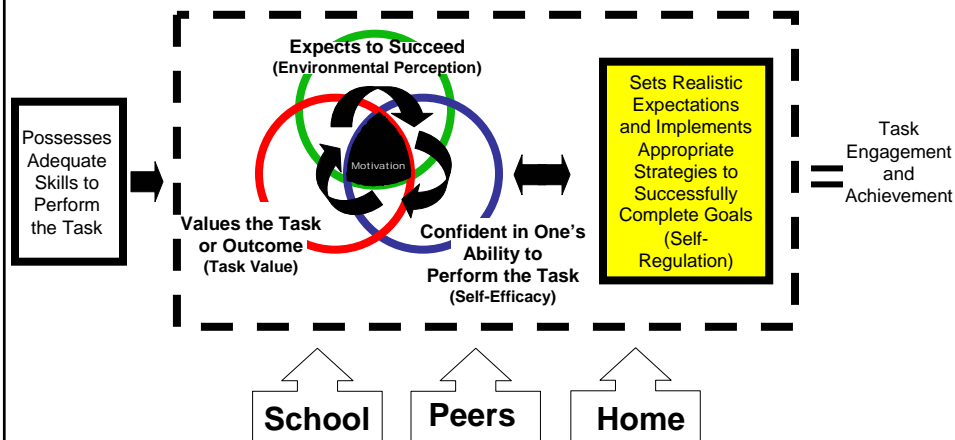 Possesses
Adequate
Skills to
Perform
the Task
Expects to Succeed
(Environmental Perception)
Motivation
Values the Task
or Outcome
(Task Value)
Confident in One's
Ability to
Perform the Task
(Self-Efficacy)
Sets Realistic
Expectations
and Implements
Appropriate
Strategies to
Successfully
Complete Goals
(Self-
Regulation)
Task
Engagement
and
Achievement
School
Peers
Home